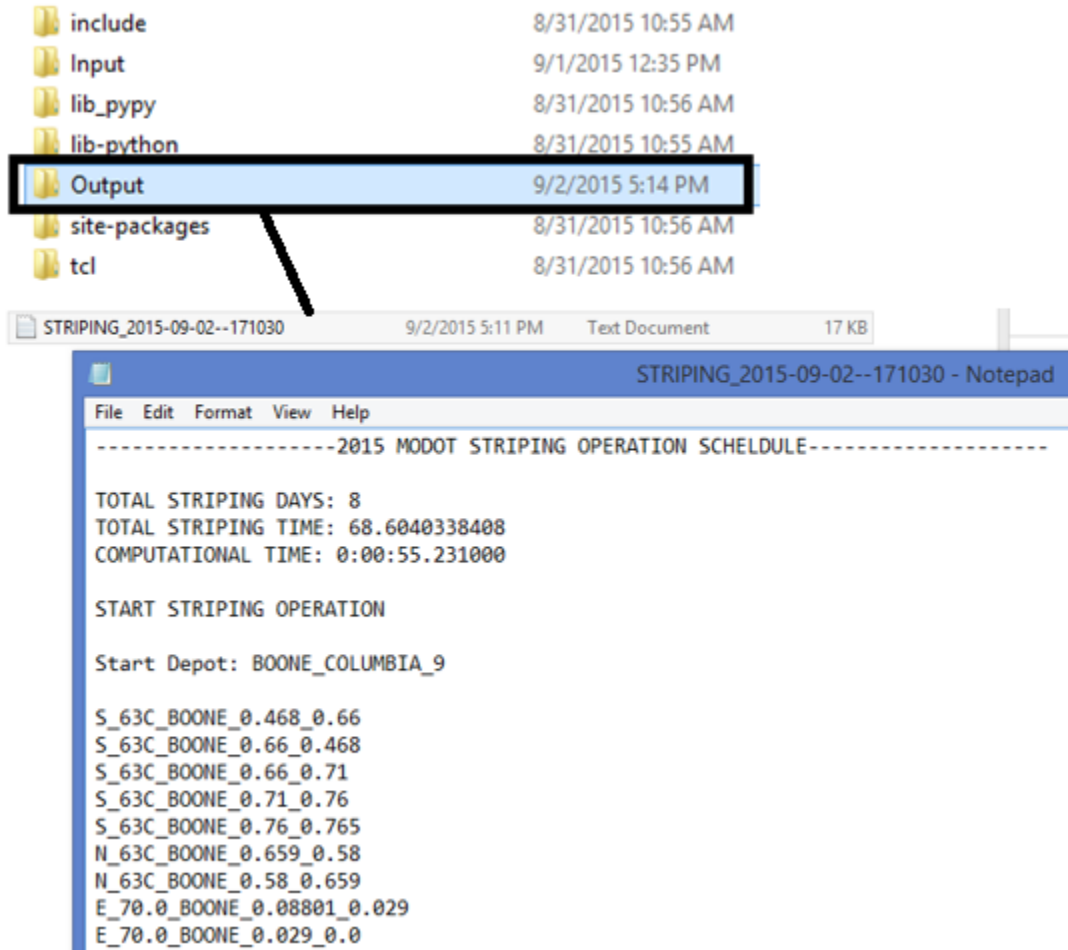 include 8/31/2015 10:55 AM
Input 9/1/2015 12:35 PM
lib_pypy 8/31/2015 10:56 AM
lib-python 8/31/2015 10:55 AM
Output 9/2/2015 5:14 PM
site-packages 8/31/2015 10:56 AM
tcl 8/31/2015 10:56 AM
STRIPING_2015-09-02--171030 9/2/2015 5:11 PM Text Document 17 KB
STRIPING_2015-09-02--171030 - Notepad
File Edit Format View Help
--------------------2015 MODOT STRIPING OPERATION SCHELDULE--------------------
TOTAL STRIPING DAYS: 8
TOTAL STRIPING TIME: 68.6040338408
COMPUTATIONAL TIME: 0:00:55.231000
START STRIPING OPERATION
Start Depot: BOONE_COLUMBIA_9
S_63C_BOONE_0.468_0.66
S_63C_BOONE_0.66_0.468
S_63C_BOONE_0.66_0.71
S_63C_BOONE_0.71_0.76
S_63C_BOONE_0.76_0.765
N_63C_BOONE_0.659_0.58
N_63C_BOONE_0.58_0.659
E_70.0_BOONE_0.08801_0.029
E_70.0_BOONE_0.029_0.0